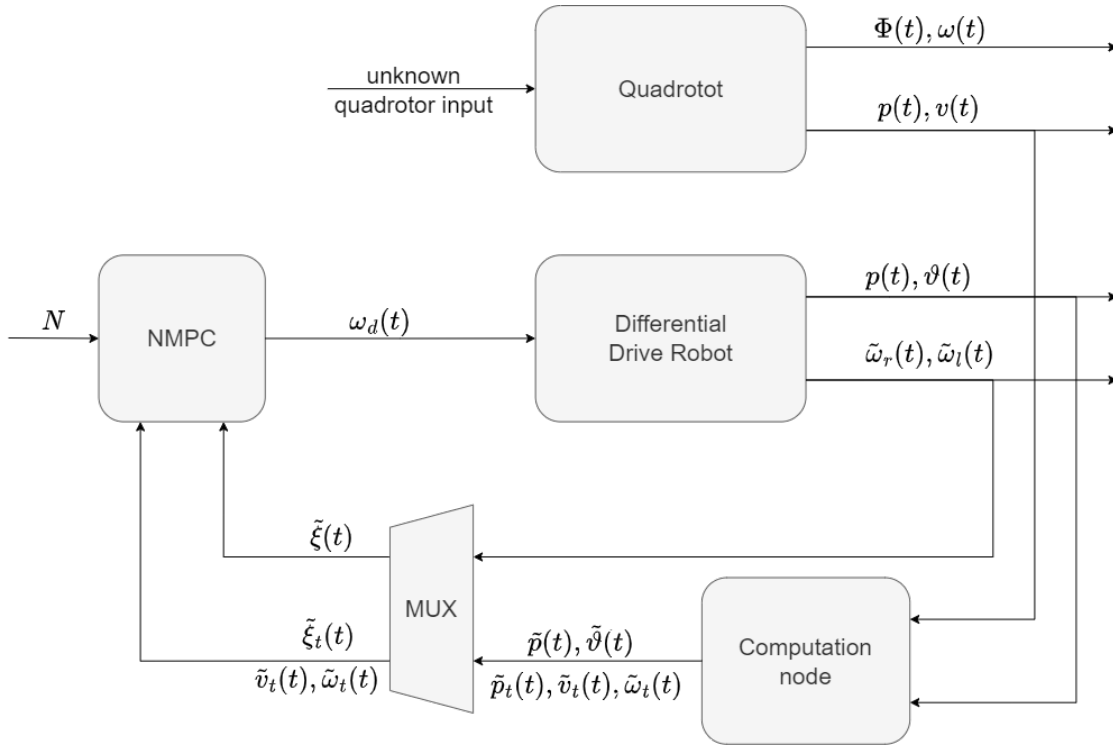 Φ(t), ω(t)
unknown
quadrotor input
Quadrotot
p(t), v(t)
N
NMPC
ω_d(t)
Differential
Drive Robot
p(t), ϑ(t)
ω̃_r(t), ω̃_l(t)
ξ̃(t)
MUX
ξ̃_t(t)
ṽ_t(t), ω̃_t(t)
p̃(t), ϑ̃(t)
p̃_t(t), ṽ_t(t), ω̃_t(t)
Computation
node